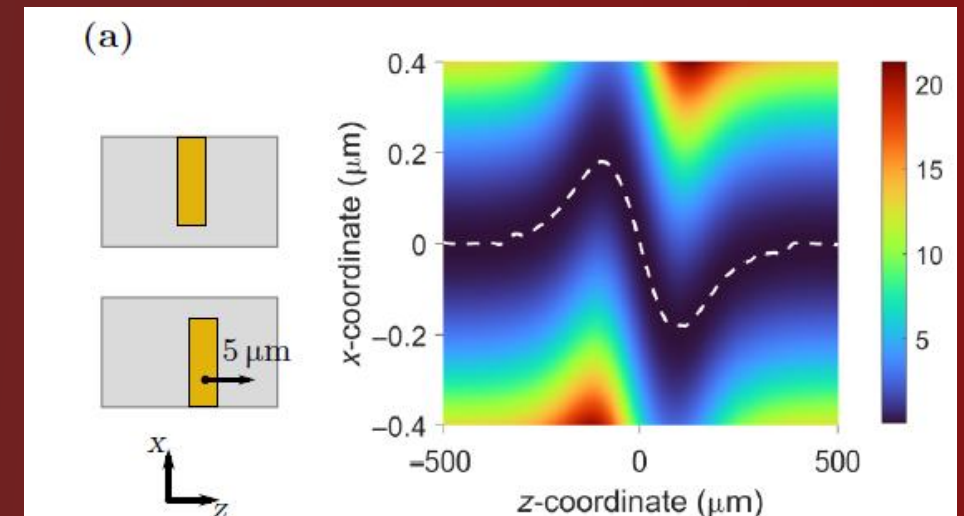 (a)
5 μm
x
z
x-coordinate (μm)
0.4
0.2
0
−0.2
−0.4
−500
0
500
z-coordinate (μm)
20
15
10
5